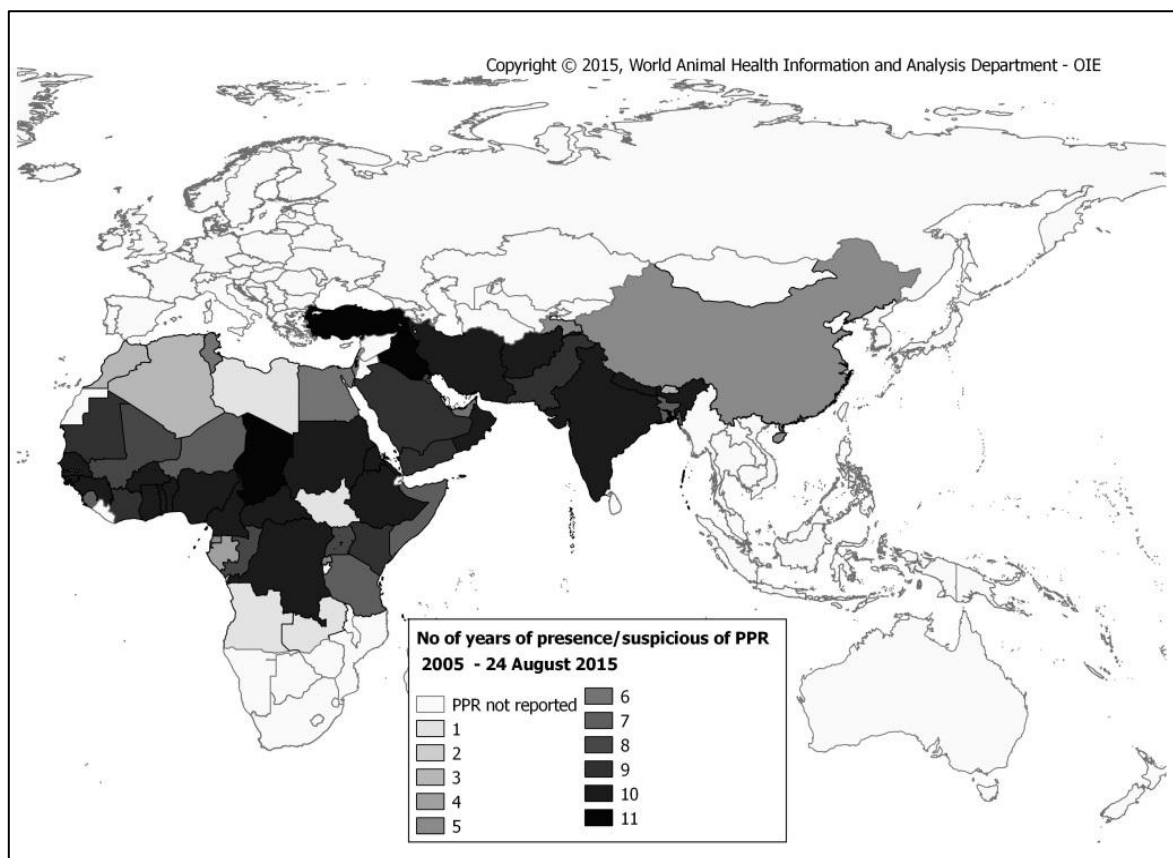 Copyright © 2015, World Animal Health Information and Analysis Department - OIE
No of years of presence/suspicious of PPR
2005 - 24 August 2015
PPR not reported
1
2
3
4
5
6
7
8
9
10
11